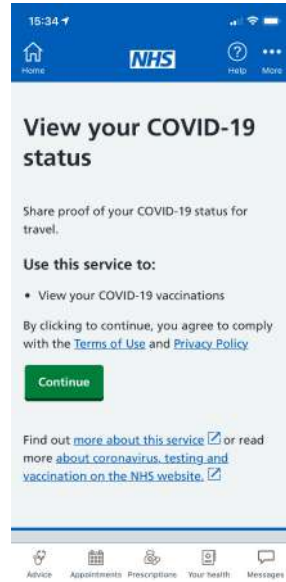 15:34
NHS
Home
Help
More
View your COVID-19
status
Share proof of your COVID-19 status for
travel.
Use this service to:
• View your COVID-19 vaccinations
By clicking to continue, you agree to comply
with the Terms of Use and Privacy Policy
Continue
Find out more about this service or read
more about coronavirus, testing and
vaccination on the NHS website.
Advice Appointments Prescriptions Your health Messages